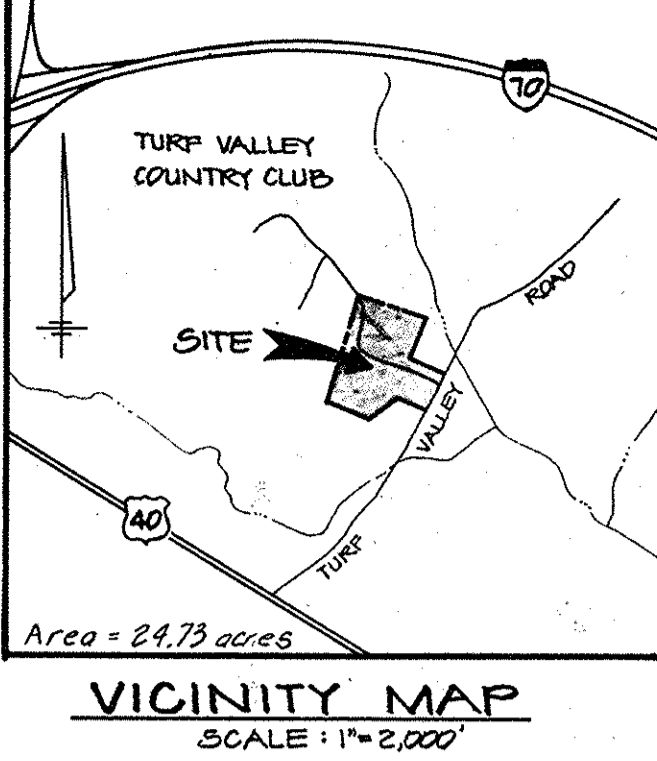 70
TURF VALLEY
COUNTRY CLUB
ROAD
SITE
VALLEY
40
TURF
Area = 24.73 acres
VICINITY MAP
SCALE : 1"=2,000'